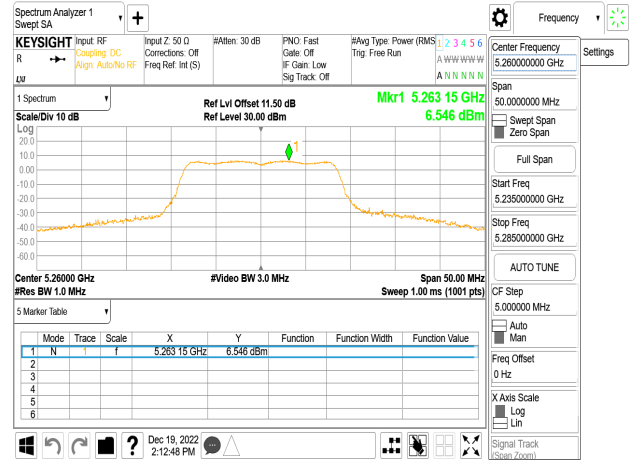 Spectrum Analyzer 1
Swept SA
Frequency
KEYSIGHT
R
Input: RF
Coupling: DC
Align: Auto/No RF
Input Z: 50 Ω
Corrections: Off
Freq Ref: Int (S)
#Atten: 30 dB
PNO: Fast
Gate: Off
IF Gain: Low
Sig Track: Off
#Avg Type: Power (RMS
Trig: Free Run
1 2 3 4 5 6
A W W W W W
A N N N N N
Center Frequency
5.260000000 GHz
Settings
Span
50.0000000 MHz
Swept Span
Zero Span
Full Span
Start Freq
5.235000000 GHz
Stop Freq
5.285000000 GHz
AUTO TUNE
CF Step
5.000000 MHz
Auto
Man
Freq Offset
0 Hz
X Axis Scale
Log
Lin
Signal Track
(Span Zoom)
1 Spectrum
Scale/Div 10 dB
Ref Lvl Offset 11.50 dB
Ref Level 30.00 dBm
Mkr1 5.263 15 GHz
6.546 dBm
Log
20.0
10.0
0.00
-10.0
-20.0
-30.0
-40.0
-50.0
-60.0
1
Center 5.26000 GHz
#Res BW 1.0 MHz
#Video BW 3.0 MHz
Span 50.00 MHz
Sweep 1.00 ms (1001 pts)
5 Marker Table
Mode Trace Scale X Y Function Function Width Function Value
1 N 1 f 5.263 15 GHz 6.546 dBm
2
3
4
5
6
Dec 19, 2022
2:12:48 PM